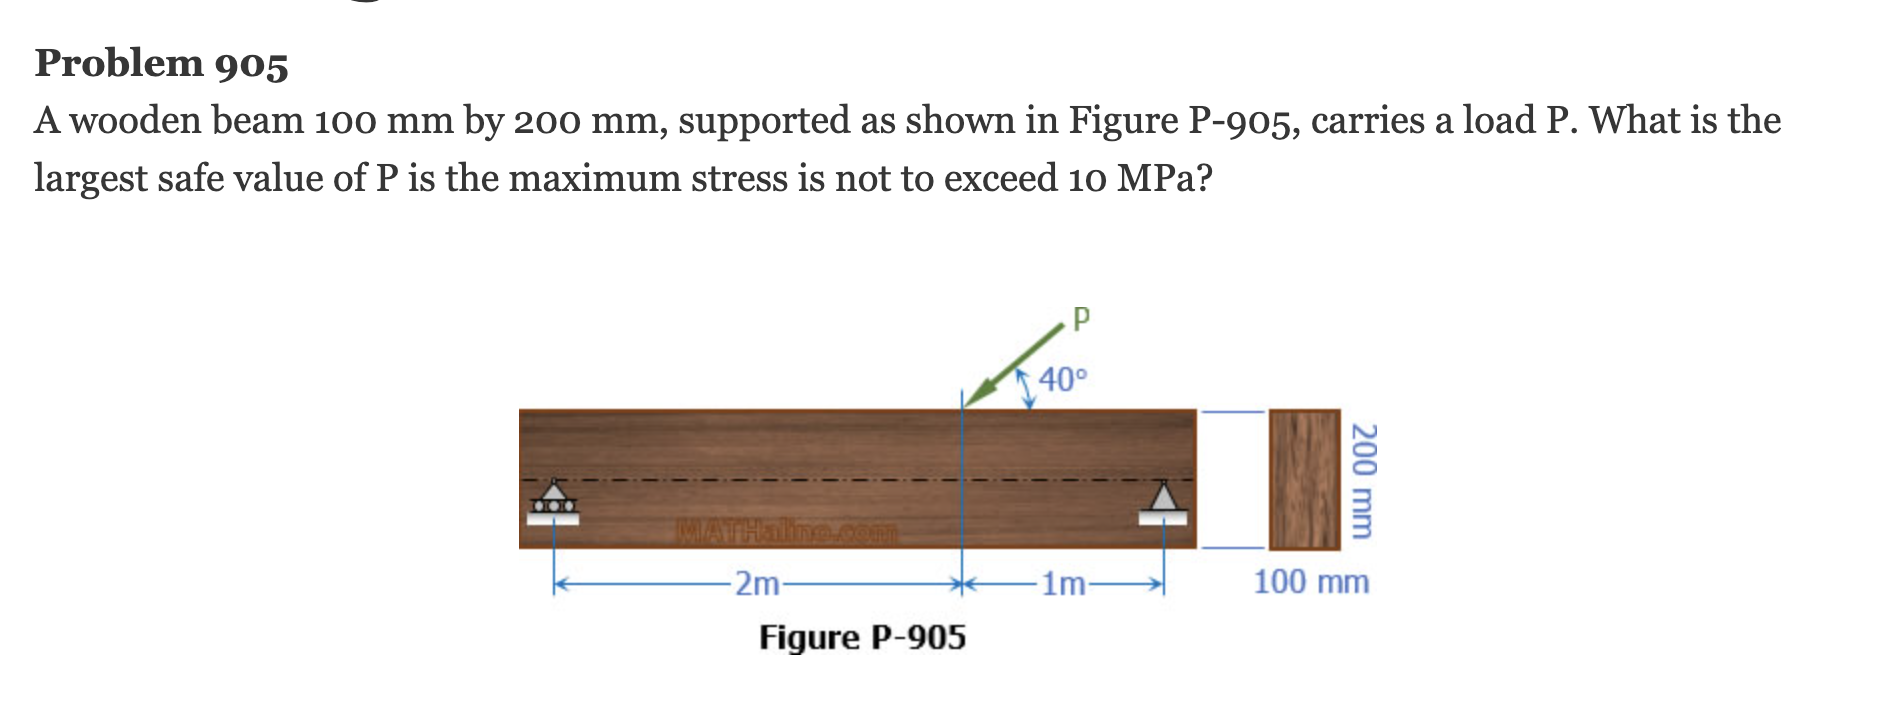 Problem 905
A wooden beam 100 mm by 200 mm, supported as shown in Figure P-905, carries a load P. What is the
largest safe value of P is the maximum stress is not to exceed 10 MPa?
P
40°
200 mm
MATHalino.com
2m
1m
100 mm
Figure P-905